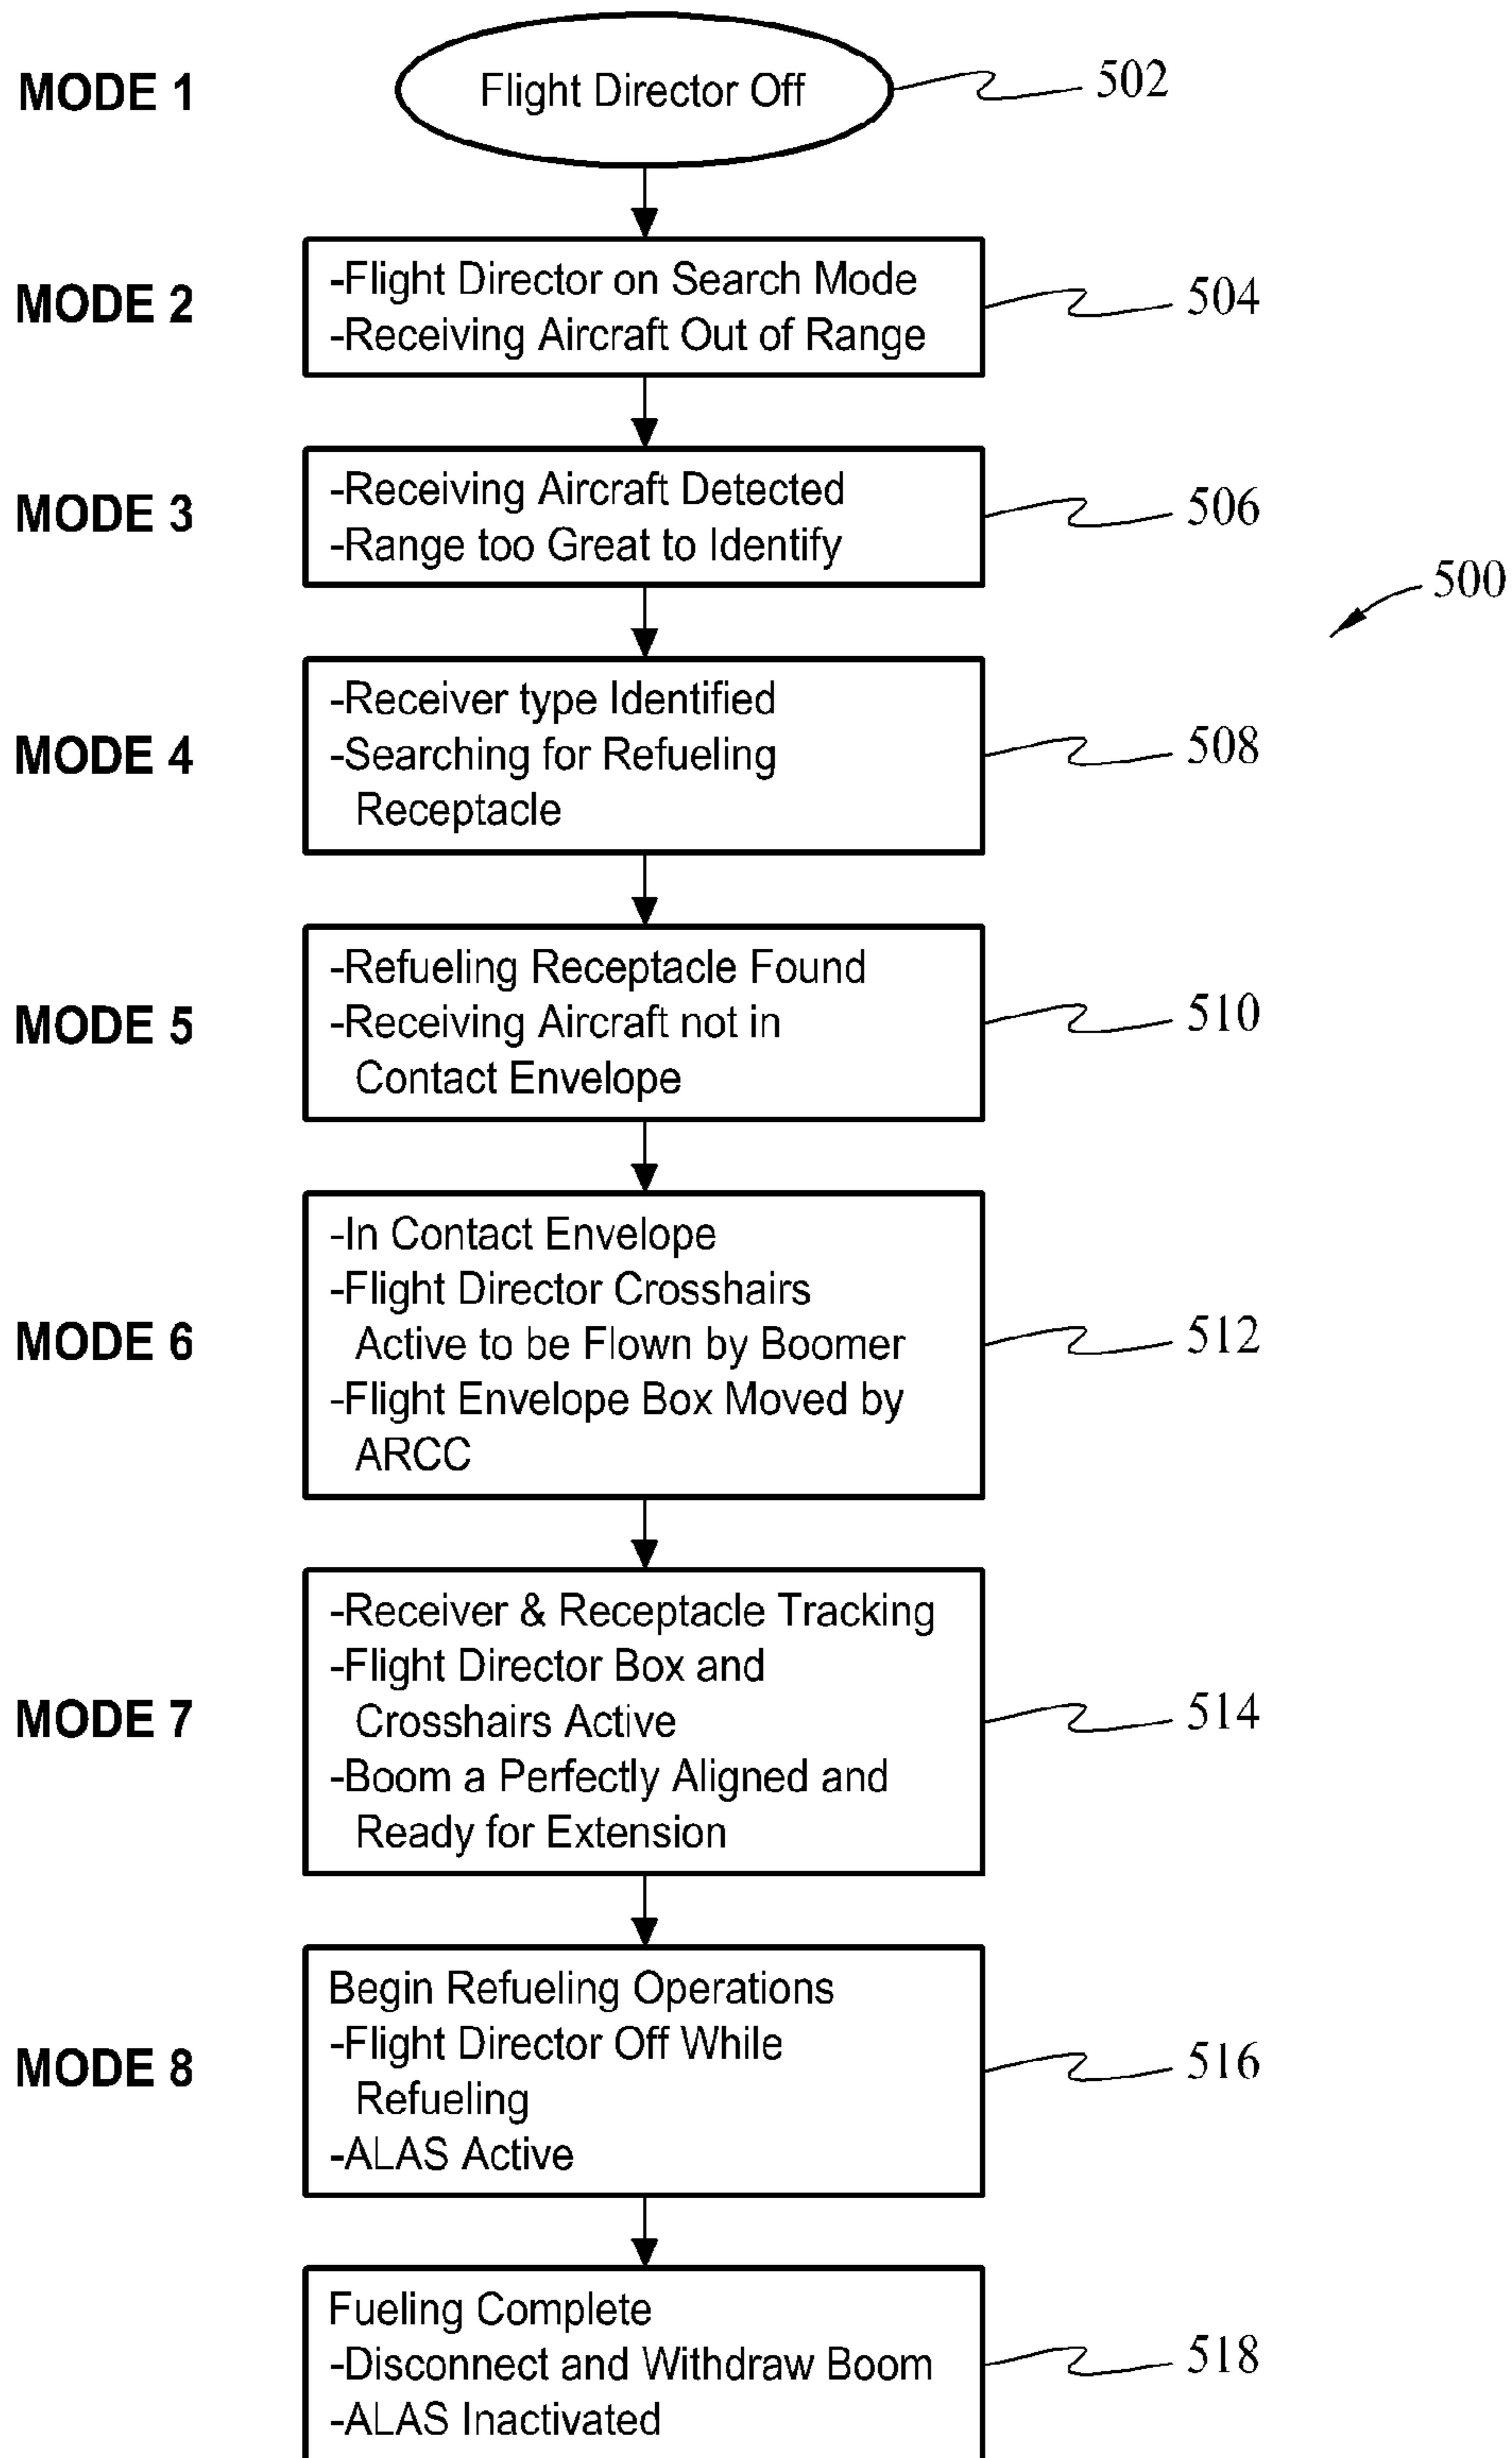 MODE 1
Flight Director Off
502
MODE 2
-Flight Director on Search Mode
-Receiving Aircraft Out of Range
504
MODE 3
-Receiving Aircraft Detected
-Range too Great to Identify
506
500
MODE 4
-Receiver type Identified
-Searching for Refueling
Receptacle
508
MODE 5
-Refueling Receptacle Found
-Receiving Aircraft not in
Contact Envelope
510
MODE 6
-In Contact Envelope
-Flight Director Crosshairs
Active to be Flown by Boomer
-Flight Envelope Box Moved by
ARCC
512
MODE 7
-Receiver & Receptacle Tracking
-Flight Director Box and
Crosshairs Active
-Boom a Perfectly Aligned and
Ready for Extension
514
MODE 8
Begin Refueling Operations
-Flight Director Off While
Refueling
-ALAS Active
516
Fueling Complete
-Disconnect and Withdraw Boom
-ALAS Inactivated
518